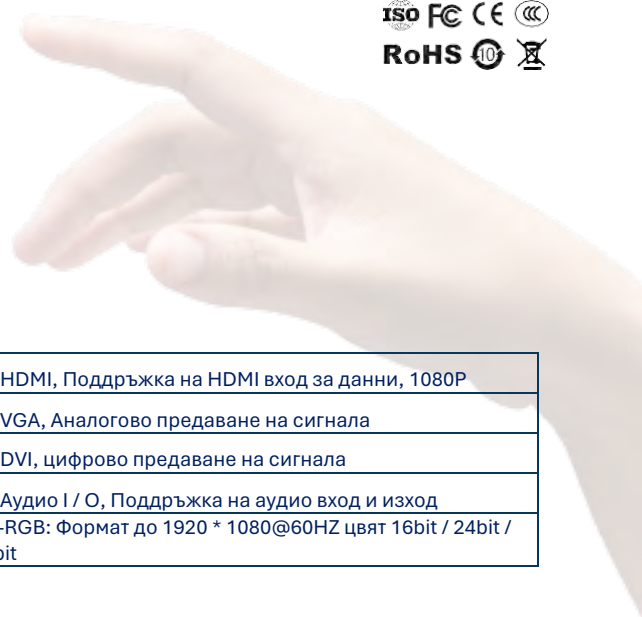 ISO FC CE CCC
RoHS 10
HDMI, Поддръжка на HDMI вход за данни, 1080P
VGA, Аналогово предаване на сигнала
DVI, цифрово предаване на сигнала
Аудио I / O, Поддръжка на аудио вход и изход
-RGB: Формат до 1920 * 1080@60HZ цвят 16bit / 24bit /
bit